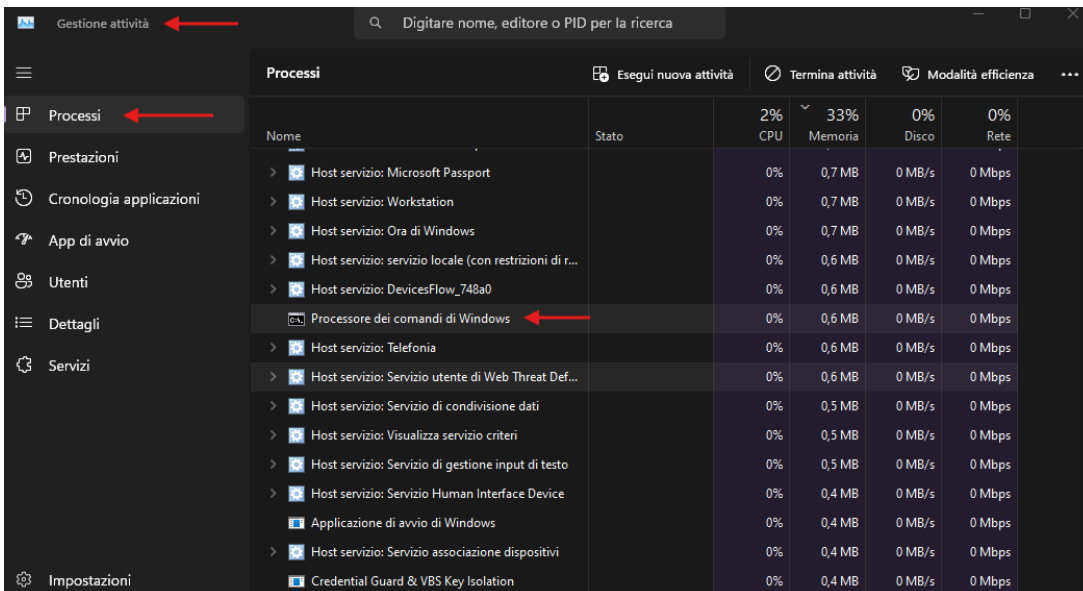 Gestione attività
Digitare nome, editore o PID per la ricerca
Processi
Esegui nuova attività
Termina attività
Modalità efficienza
Processi
Prestazioni
Cronologia applicazioni
App di avvio
Utenti
Dettagli
Servizi
Impostazioni
2% 33% 0% 0%
Nome Stato CPU Memoria Disco Rete
Host servizio: Microsoft Passport 0% 0,7 MB 0 MB/s 0 Mbps
Host servizio: Workstation 0% 0,7 MB 0 MB/s 0 Mbps
Host servizio: Ora di Windows 0% 0,7 MB 0 MB/s 0 Mbps
Host servizio: servizio locale (con restrizioni di r... 0% 0,6 MB 0 MB/s 0 Mbps
Host servizio: DevicesFlow_748a0 0% 0,6 MB 0 MB/s 0 Mbps
Processore dei comandi di Windows 0% 0,6 MB 0 MB/s 0 Mbps
Host servizio: Telefonia 0% 0,6 MB 0 MB/s 0 Mbps
Host servizio: Servizio utente di Web Threat Def... 0% 0,6 MB 0 MB/s 0 Mbps
Host servizio: Servizio di condivisione dati 0% 0,5 MB 0 MB/s 0 Mbps
Host servizio: Visualizza servizio criteri 0% 0,5 MB 0 MB/s 0 Mbps
Host servizio: Servizio di gestione input di testo 0% 0,5 MB 0 MB/s 0 Mbps
Host servizio: Servizio Human Interface Device 0% 0,4 MB 0 MB/s 0 Mbps
Applicazione di avvio di Windows 0% 0,4 MB 0 MB/s 0 Mbps
Host servizio: Servizio associazione dispositivi 0% 0,4 MB 0 MB/s 0 Mbps
Credential Guard & VBS Key Isolation 0% 0,4 MB 0 MB/s 0 Mbps